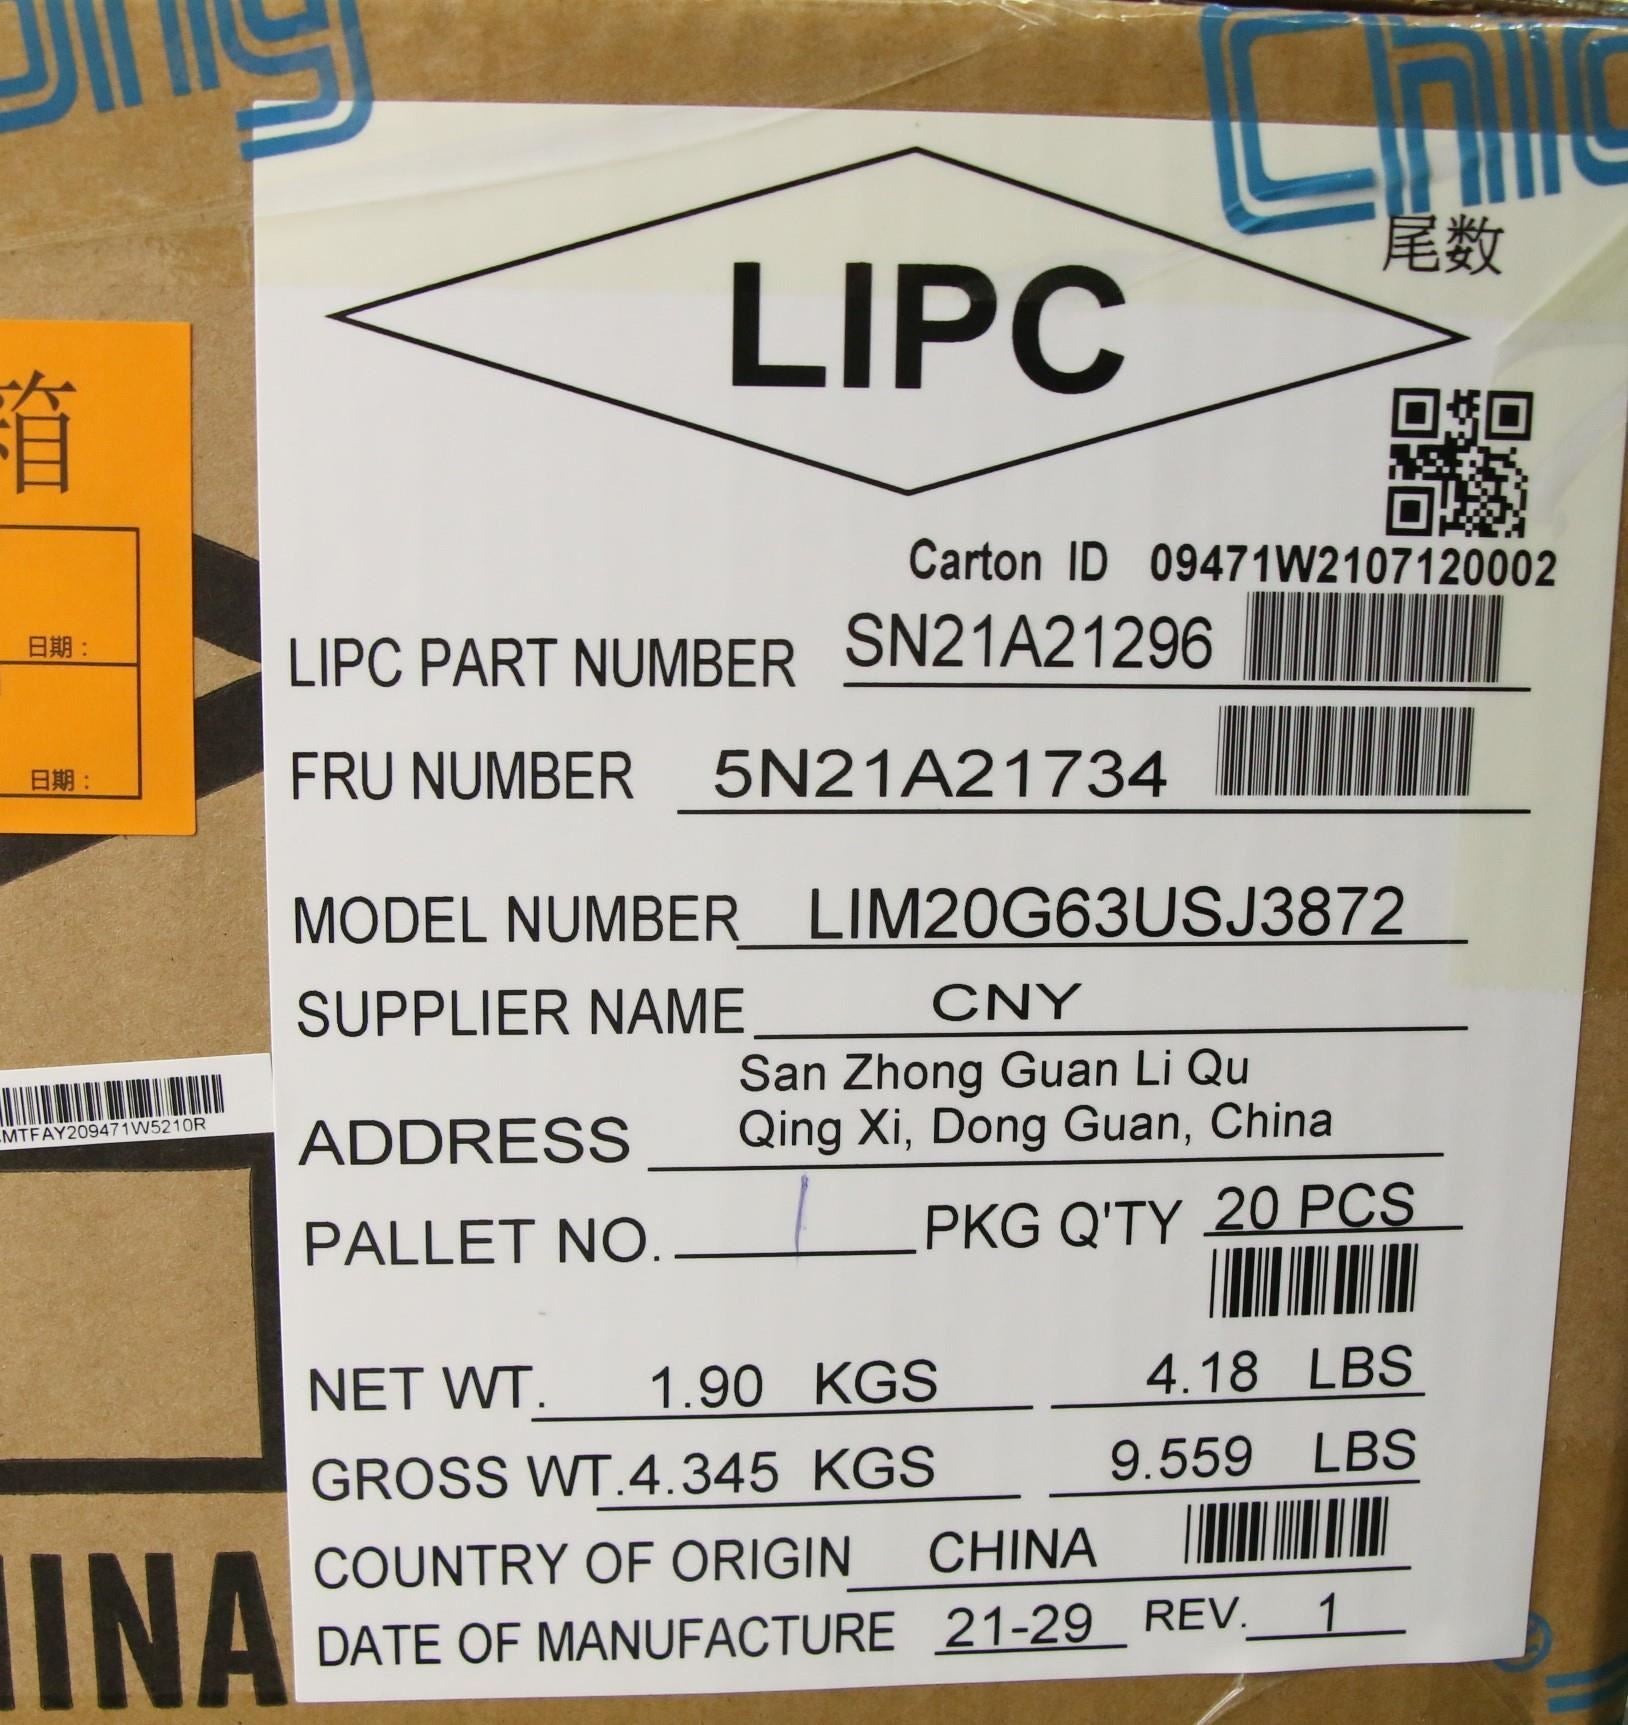 尾数
LIPC
Carton ID 09471W2107120002
LIPC PART NUMBER SN21A21296
FRU NUMBER 5N21A21734
MODEL NUMBER LIM20G63USJ3872
SUPPLIER NAME CNY
San Zhong Guan Li Qu
ADDRESS Qing Xi, Dong Guan, China
PALLET NO. 1 PKG Q'TY 20 PCS
NET WT. 1.90 KGS 4.18 LBS
GROSS WT. 4.345 KGS 9.559 LBS
COUNTRY OF ORIGIN CHINA
DATE OF MANUFACTURE 21-29 REV. 1
箱
日期：
日期：
MTFAY209471W5210R
INA